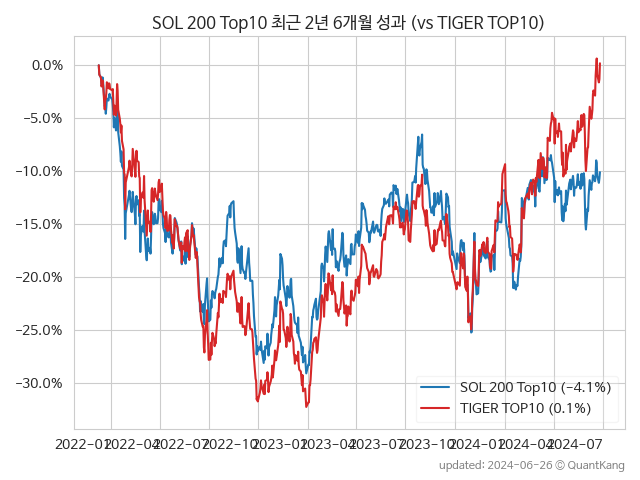 SOL 200 Top10 최근 2년 6개월 성과 (vs TIGER TOP10)
0.0%
−5.0%
−10.0%
−15.0%
−20.0%
−25.0%
−30.0%
SOL 200 Top10 (−4.1%)
TIGER TOP10 (0.1%)
2022-01 2022-04 2022-07 2022-10 2023-01 2023-04 2023-07 2023-10 2024-01 2024-04 2024-07
updated: 2024-06-26 © QuantKang